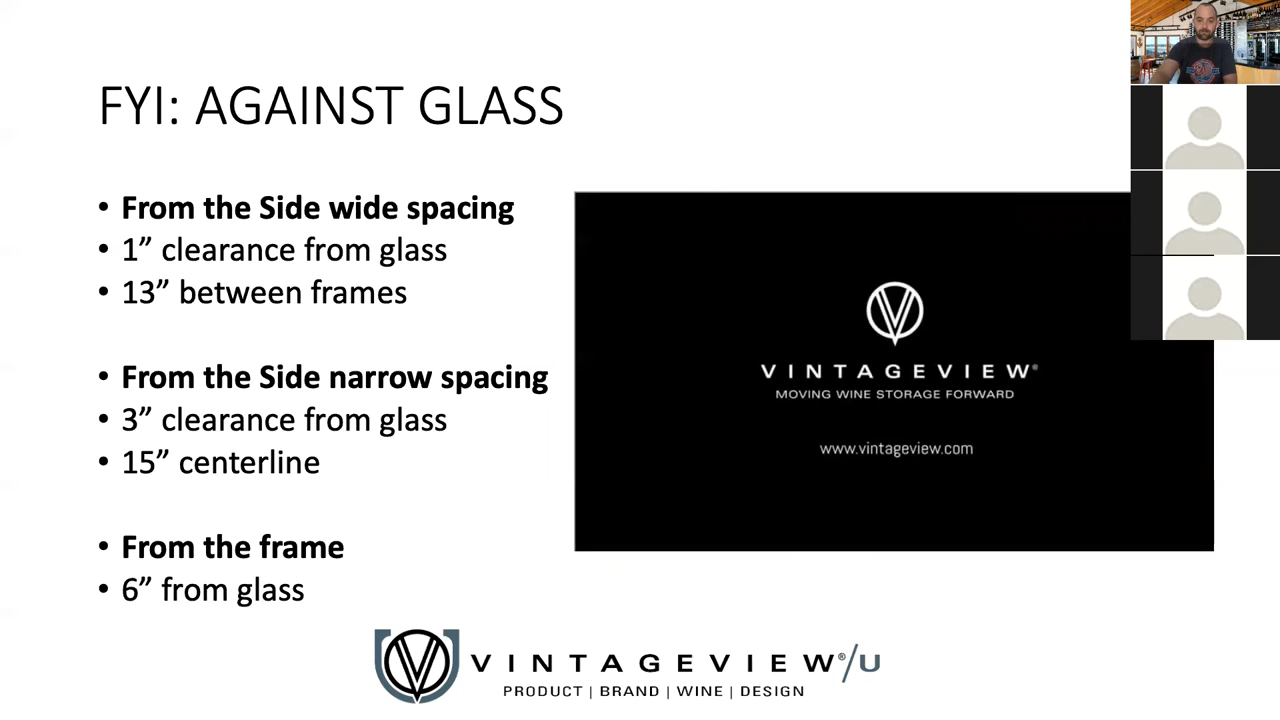 FYI: AGAINST GLASS
• From the Side wide spacing
• 1” clearance from glass
• 13” between frames
• From the Side narrow spacing
• 3” clearance from glass
• 15” centerline
• From the frame
• 6” from glass
VINTAGEVIEW®
MOVING WINE STORAGE FORWARD
www.vintageview.com
VINTAGEVIEW®/U
PRODUCT | BRAND | WINE | DESIGN